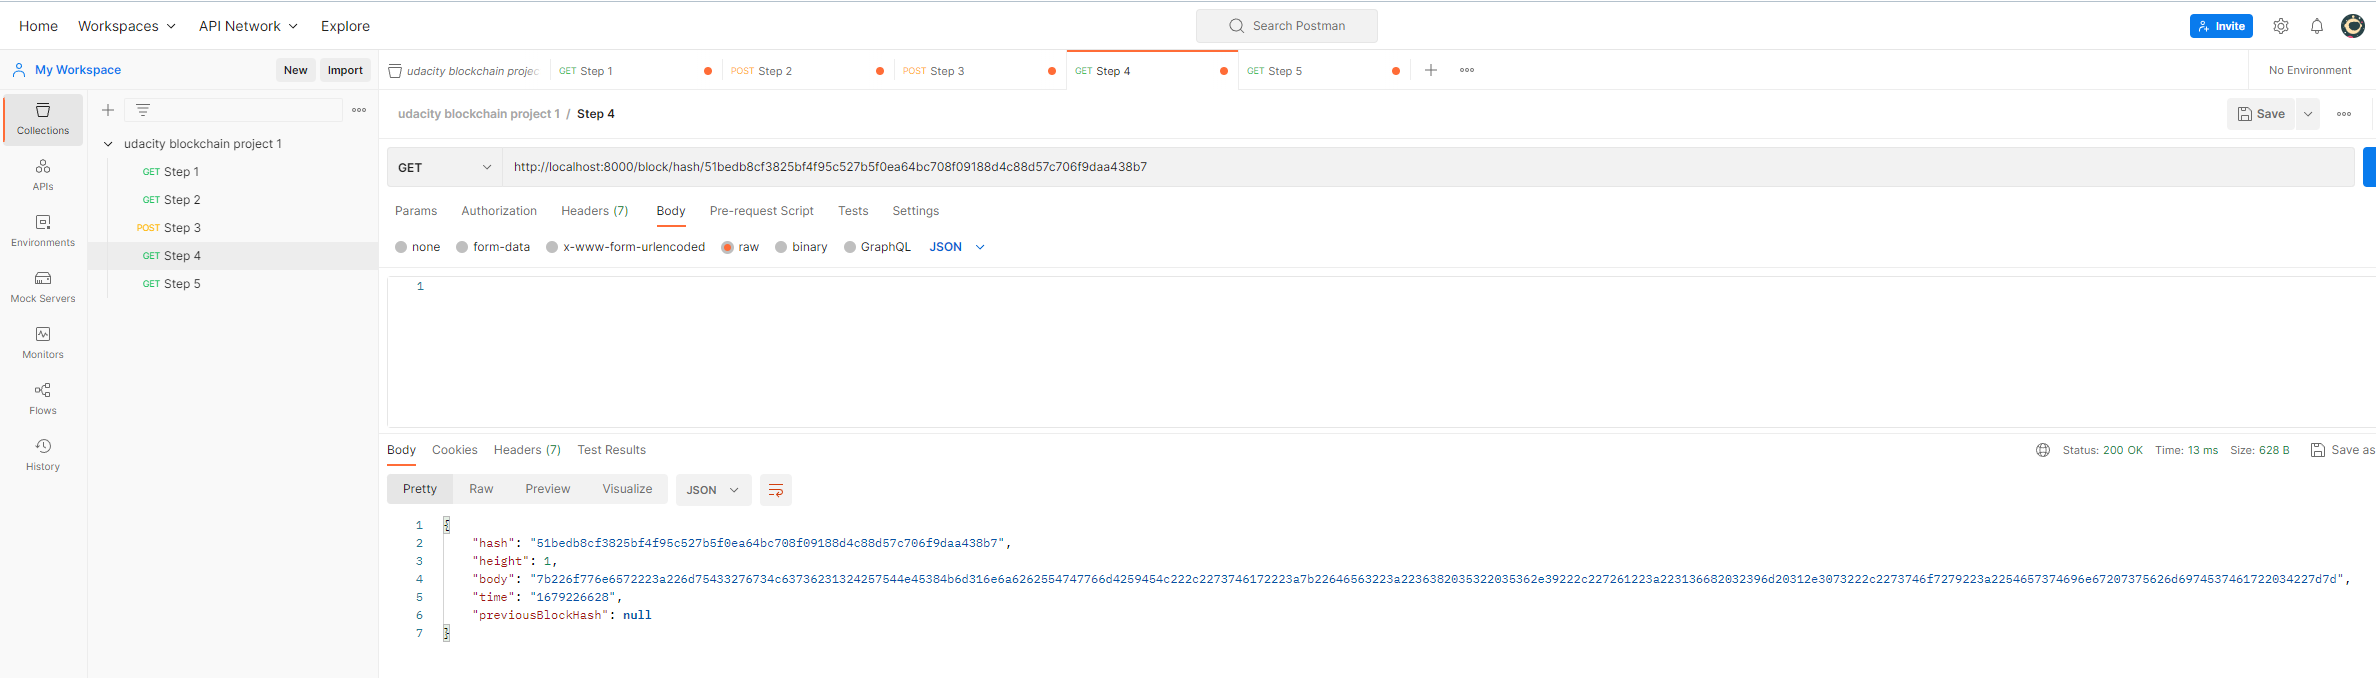 Home Workspaces API Network Explore Search Postman Invite
My Workspace New Import udacity blockchain projec GET Step 1 POST Step 2 POST Step 3 GET Step 4 GET Step 5 No Environment
Collections
APIs
Environments
Mock Servers
Monitors
Flows
History
udacity blockchain project 1
GET Step 1
GET Step 2
POST Step 3
GET Step 4
GET Step 5
udacity blockchain project 1 / Step 4 Save
GET http://localhost:8000/block/hash/51bedb8cf3825bf4f95c527b5f0ea64bc708f09188d4c88d57c706f9daa438b7
Params Authorization Headers (7) Body Pre-request Script Tests Settings
none form-data x-www-form-urlencoded raw binary GraphQL JSON
1
Body Cookies Headers (7) Test Results Status: 200 OK Time: 13 ms Size: 628 B Save as
Pretty Raw Preview Visualize JSON
1 {
2 "hash": "51bedb8cf3825bf4f95c527b5f0ea64bc708f09188d4c88d57c706f9daa438b7",
3 "height": 1,
4 "body": "7b226f776e6572223a226d75433276734c63736231324257544e45384b6d316e6a6262554747766d4259454c222c2273746172223a7b22646563223a2236382035322035362e39222c227261223a223136682032396d20312e3073222c2273746f7279223a2254657374696e67207375626d6974537461722034227d7d",
5 "time": "1679226628",
6 "previousBlockHash": null
7 }